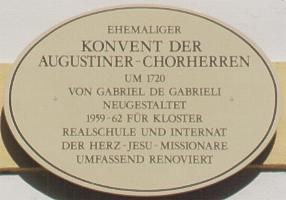 EHEMALIGER
KONVENT DER
AUGUSTINER-CHORHERREN
UM 1720
VON GABRIEL DE GABRIELI
NEUGESTALTET
1959-62 FÜR KLOSTER
REALSCHULE UND INTERNAT
DER HERZ-JESU-MISSIONARE
UMFASSEND RENOVIERT